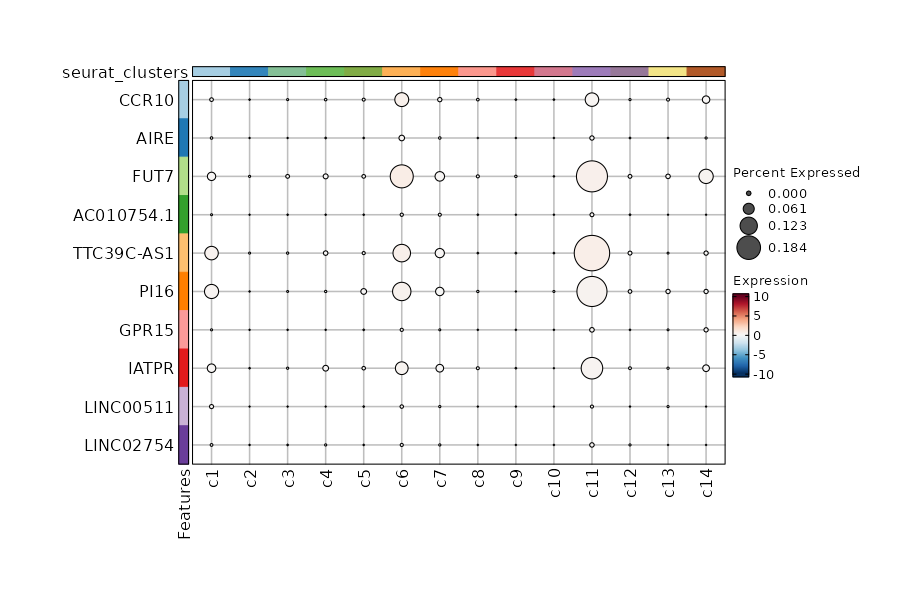 seurat_clusters
CCR10
AIRE
FUT7
AC010754.1
TTC39C-AS1
PI16
GPR15
IATPR
LINC00511
LINC02754
Features
c1
c2
c3
c4
c5
c6
c7
c8
c9
c10
c11
c12
c13
c14
Percent Expressed
0.000
0.061
0.123
0.184
Expression
10
5
0
-5
-10